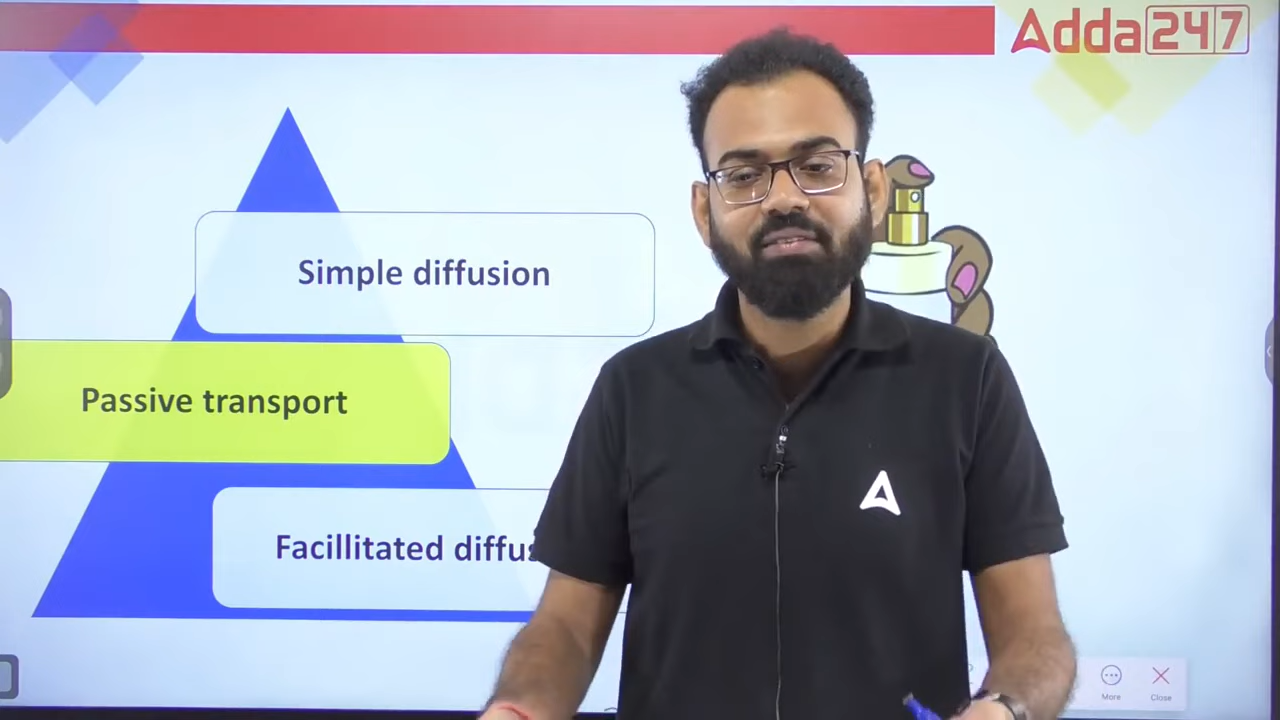 Adda247
Simple diffusion
Passive transport
Facillitated diffus
More
Close